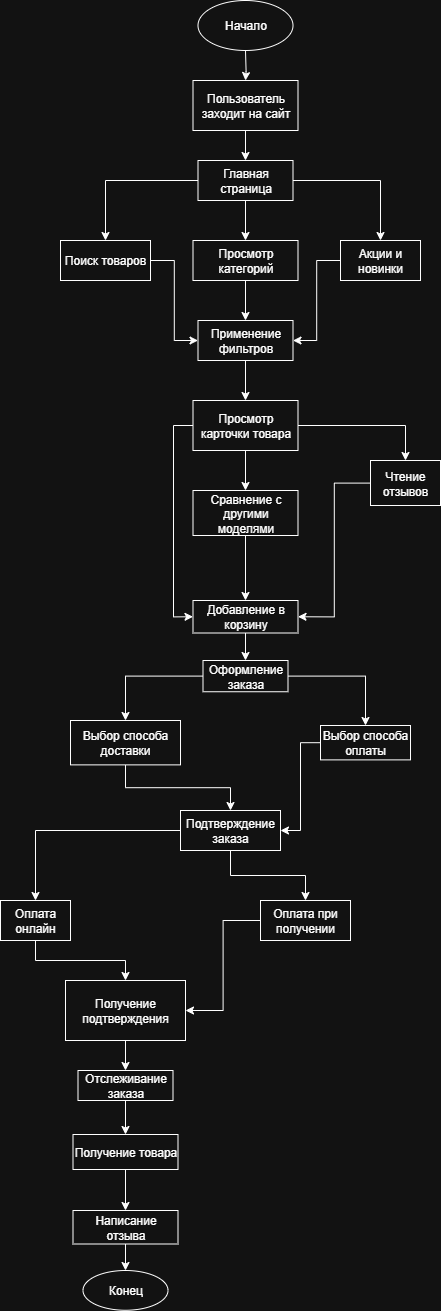 Начало
Пользователь
заходит на сайт
Главная
страница
Поиск товаров
Просмотр
категорий
Акции и
новинки
Применение
фильтров
Просмотр
карточки товара
Чтение
отзывов
Сравнение с
другими
моделями
Добавление в
корзину
Оформление
заказа
Выбор способа
доставки
Выбор способа
оплаты
Подтверждение
заказа
Оплата
онлайн
Оплата при
получении
Получение
подтверждения
Отслеживание
заказа
Получение товара
Написание
отзыва
Конец